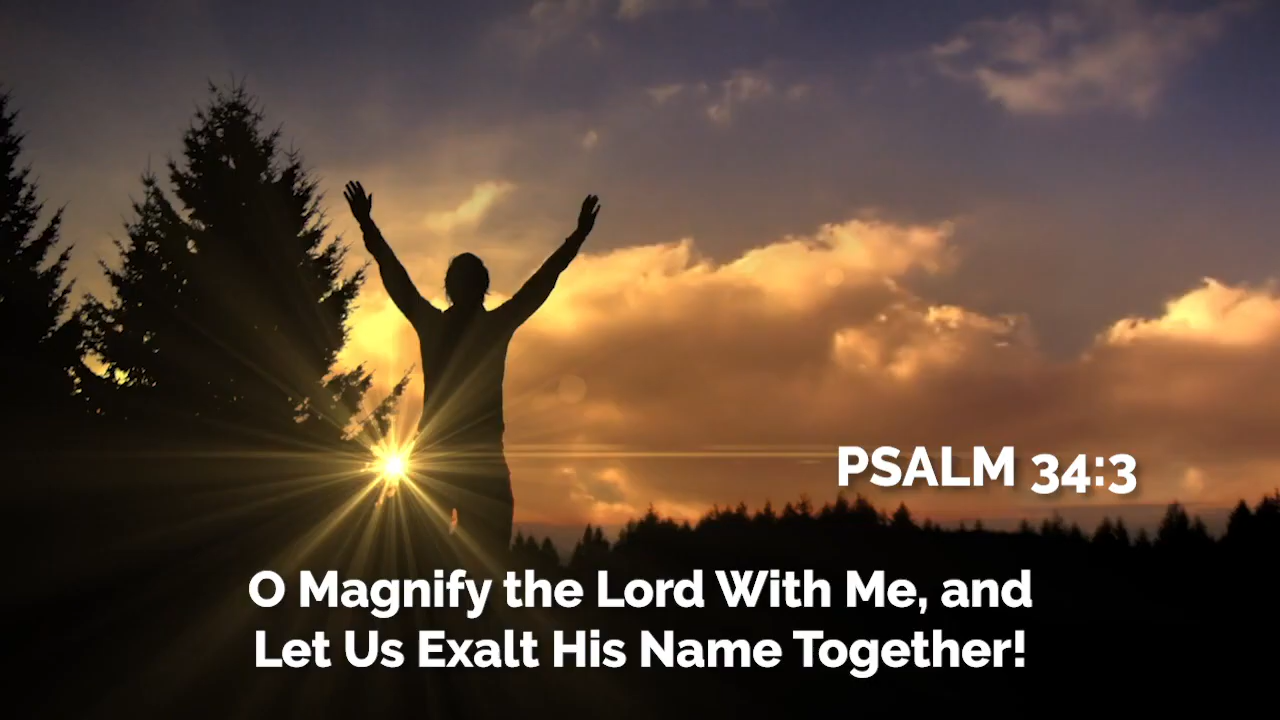 PSALM 34:3
O Magnify the Lord With Me, and
Let Us Exalt His Name Together!